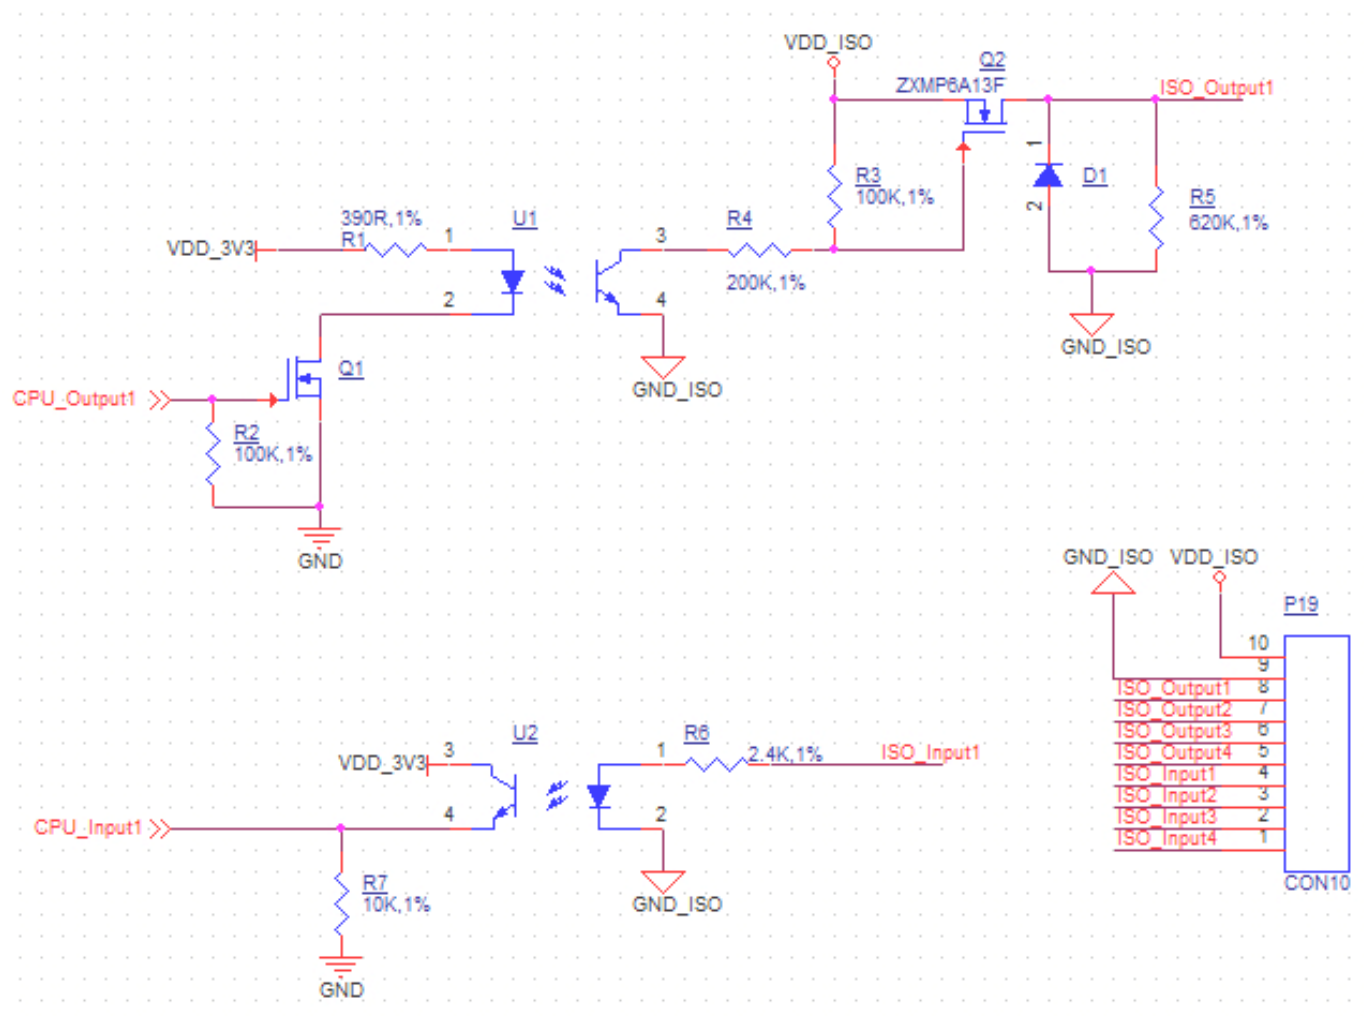 VDD_ISO
Q2
ZXMP6A13F
ISO_Output1
1
D1
2
R3
100K,1%
R5
620K,1%
GND_ISO
390R,1%
R1
VDD_3V3
1
U1
3
R4
200K,1%
2
4
GND_ISO
Q1
CPU_Output1
R2
100K,1%
GND
GND_ISO
VDD_ISO
P19
10
9
ISO_Output1 8
ISO_Output2 7
ISO_Output3 6
ISO_Output4 5
ISO_Input1 4
ISO_Input2 3
ISO_Input3 2
ISO_Input4 1
CON10
U2
VDD_3V3
3
1
R6
2.4K,1%
ISO_Input1
CPU_Input1
4
2
R7
10K,1%
GND_ISO
GND